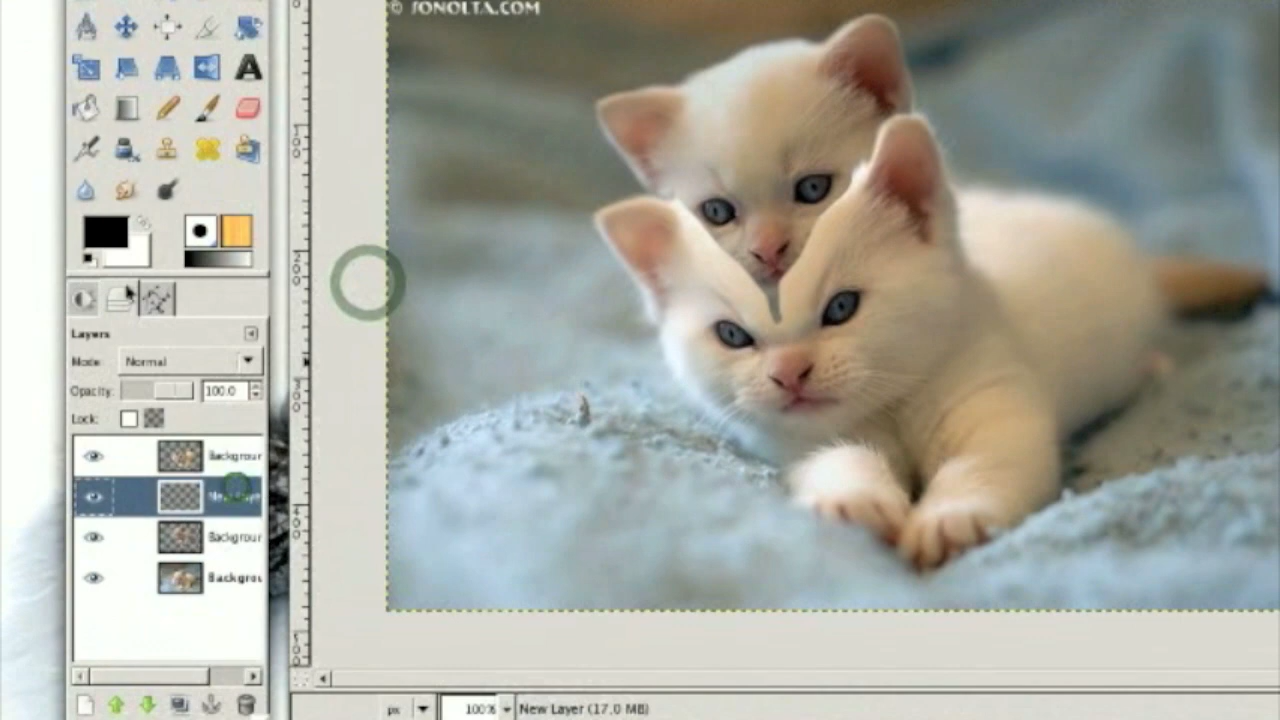 © SONOLTA.COM
Layers
Mode: Normal
Opacity: 100.0
Lock:
Backgrour
Backgrour
Backgrou
px 100% New Layer (17.0 MB)